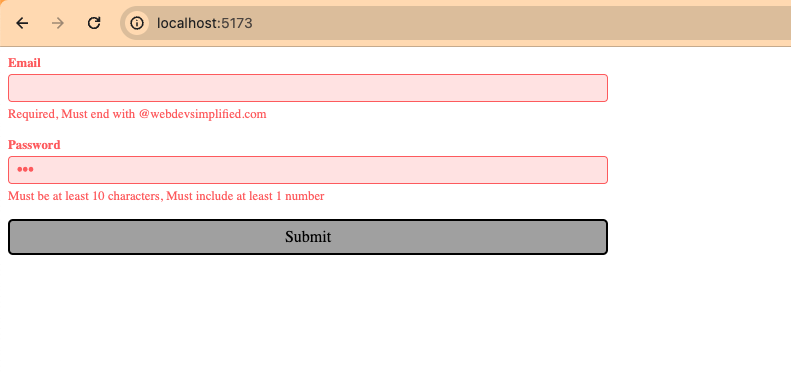 localhost:5173
Email
Required, Must end with @webdevsimplified.com
Password
•••
Must be at least 10 characters, Must include at least 1 number
Submit